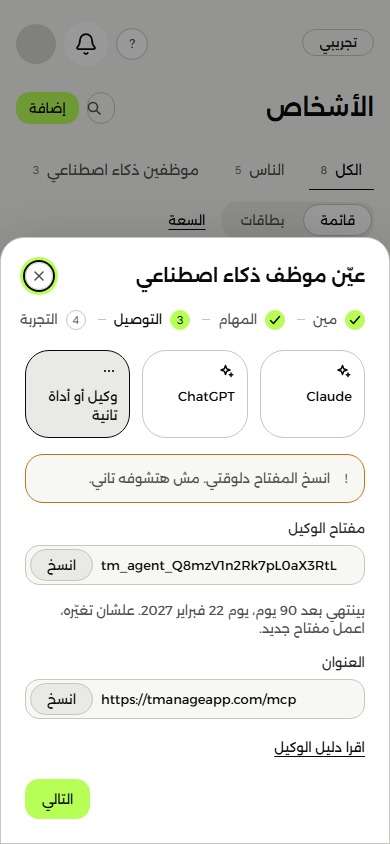 تجريبي
?
الأشخاص
إضافة
الكل 8
الناس 5
موظفين ذكاء اصطناعي 3
قائمة
بطاقات
السعة
عيّن موظف ذكاء اصطناعي
مين
المهام
3 التوصيل
4 التجربة
Claude
ChatGPT
وكيل أو أداة
تانية
! انسخ المفتاح دلوقتي. مش هتشوفه تاني.
مفتاح الوكيل
tm_agent_Q8mzV1n2Rk7pL0aX3RtL
انسخ
بينتهي بعد 90 يوم، يوم 22 فبراير 2027. علشان تغيّره،
اعمل مفتاح جديد.
العنوان
https://tmanageapp.com/mcp
انسخ
اقرا دليل الوكيل
التالي